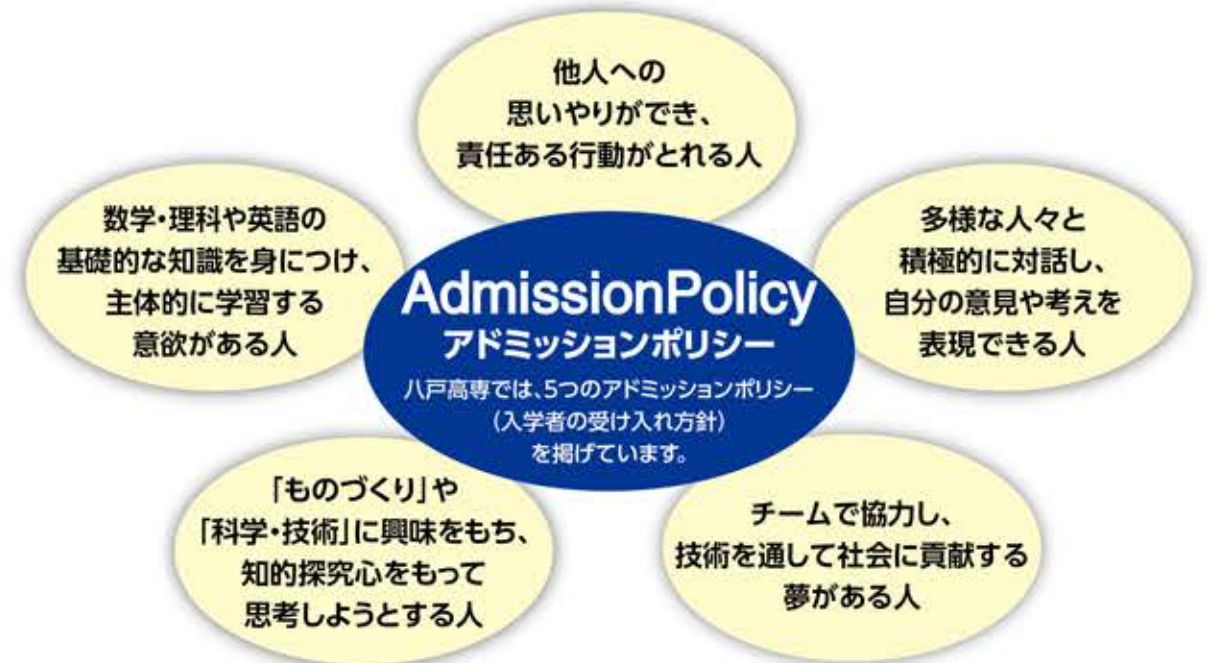 他人への
思いやりができ、
責任ある行動がとれる人
数学・理科や英語の
基礎的な知識を身につけ、
主体的に学習する
意欲がある人
AdmissionPolicy
アドミッションポリシー
八戸高専では、5つのアドミッションポリシー
(入学者の受け入れ方針)
を掲げています。
多様な人々と
積極的に対話し、
自分の意見や考えを
表現できる人
「ものづくり」や
「科学・技術」に興味をもち、
知的探究心をもって
思考しようとする人
チームで協力し、
技術を通して社会に貢献する
夢がある人